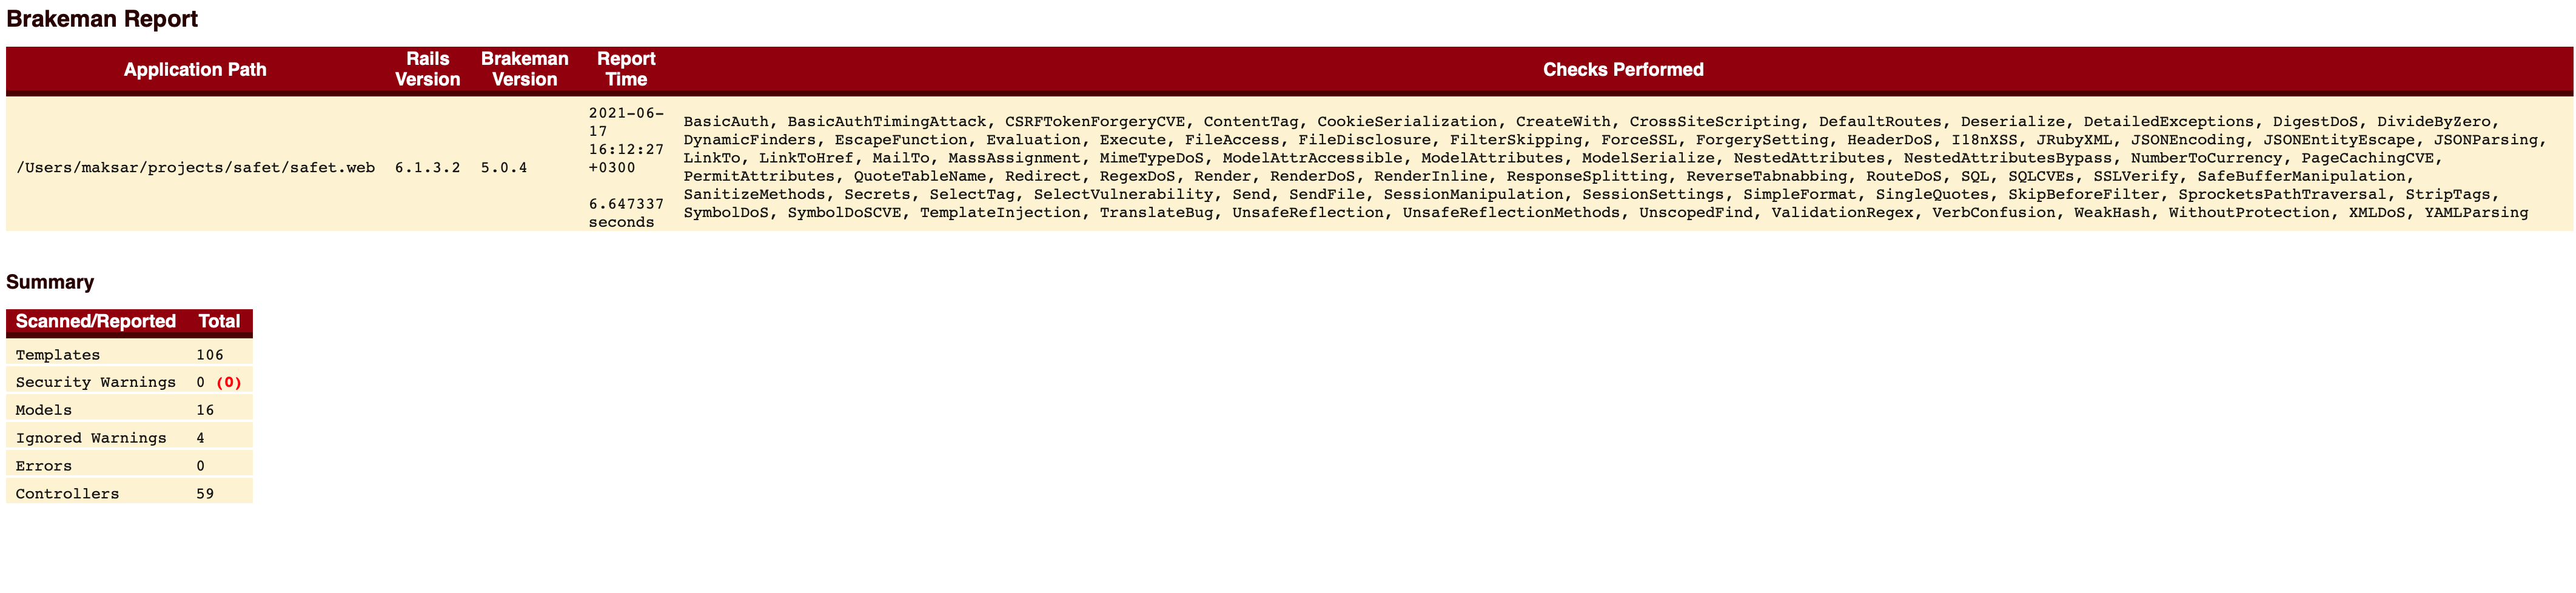 Brakeman Report
Application Path Rails Version Brakeman Version Report Time Checks Performed
/Users/maksar/projects/safet/safet.web 6.1.3.2 5.0.4
2021-06-
17
16:12:27
+0300
6.647337
seconds
BasicAuth, BasicAuthTimingAttack, CSRFTokenForgeryCVE, ContentTag, CookieSerialization, CreateWith, CrossSiteScripting, DefaultRoutes, Deserialize, DetailedExceptions, DigestDoS, DivideByZero,
DynamicFinders, EscapeFunction, Evaluation, Execute, FileAccess, FileDisclosure, FilterSkipping, ForceSSL, ForgerySetting, HeaderDoS, I18nXSS, JRubyXML, JSONEncoding, JSONEntityEscape, JSONParsing,
LinkTo, LinkToHref, MailTo, MassAssignment, MimeTypeDoS, ModelAttrAccessible, ModelAttributes, ModelSerialize, NestedAttributes, NestedAttributesBypass, NumberToCurrency, PageCachingCVE,
PermitAttributes, QuoteTableName, Redirect, RegexDoS, Render, RenderDoS, RenderInline, ResponseSplitting, ReverseTabnabbing, RouteDoS, SQL, SQLCVEs, SSLVerify, SafeBufferManipulation,
SanitizeMethods, Secrets, SelectTag, SelectVulnerability, Send, SendFile, SessionManipulation, SessionSettings, SimpleFormat, SingleQuotes, SkipBeforeFilter, SprocketsPathTraversal, StripTags,
SymbolDoS, SymbolDoSCVE, TemplateInjection, TranslateBug, UnsafeReflection, UnsafeReflectionMethods, UnscopedFind, ValidationRegex, VerbConfusion, WeakHash, WithoutProtection, XMLDoS, YAMLParsing
Summary
Scanned/Reported Total
Templates 106
Security Warnings 0 (0)
Models 16
Ignored Warnings 4
Errors 0
Controllers 59